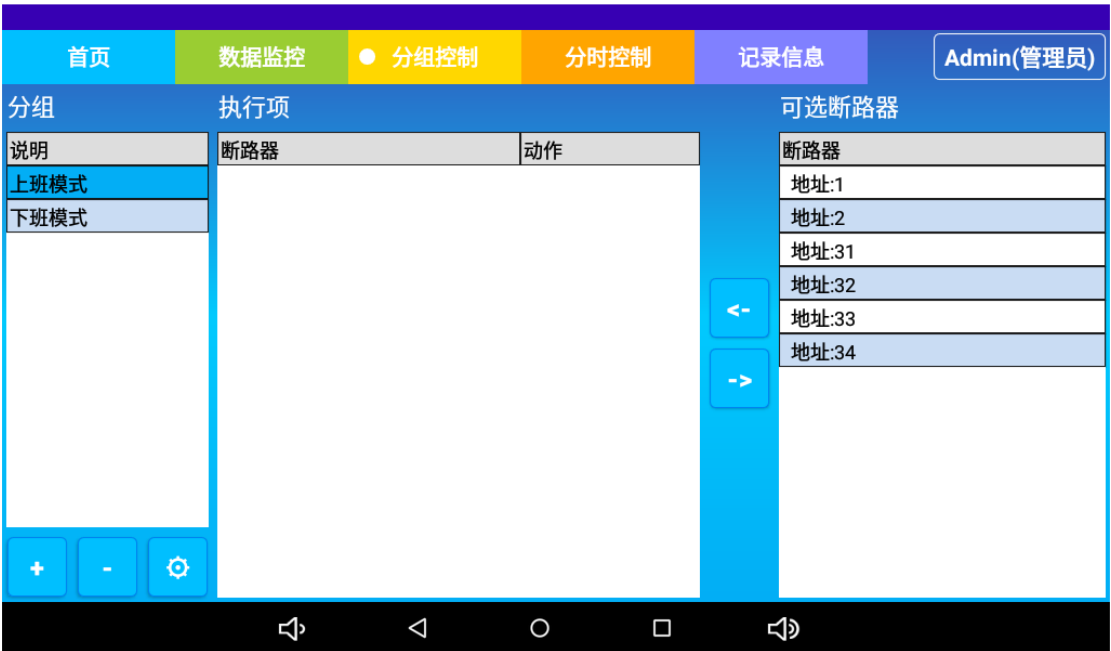 首页 数据监控 分组控制 分时控制 记录信息 Admin(管理员)
分组 执行项 可选断路器
说明 断路器 动作 断路器
上班模式 地址:1
下班模式 地址:2
地址:31
地址:32
地址:33
地址:34
<-
->
+ -